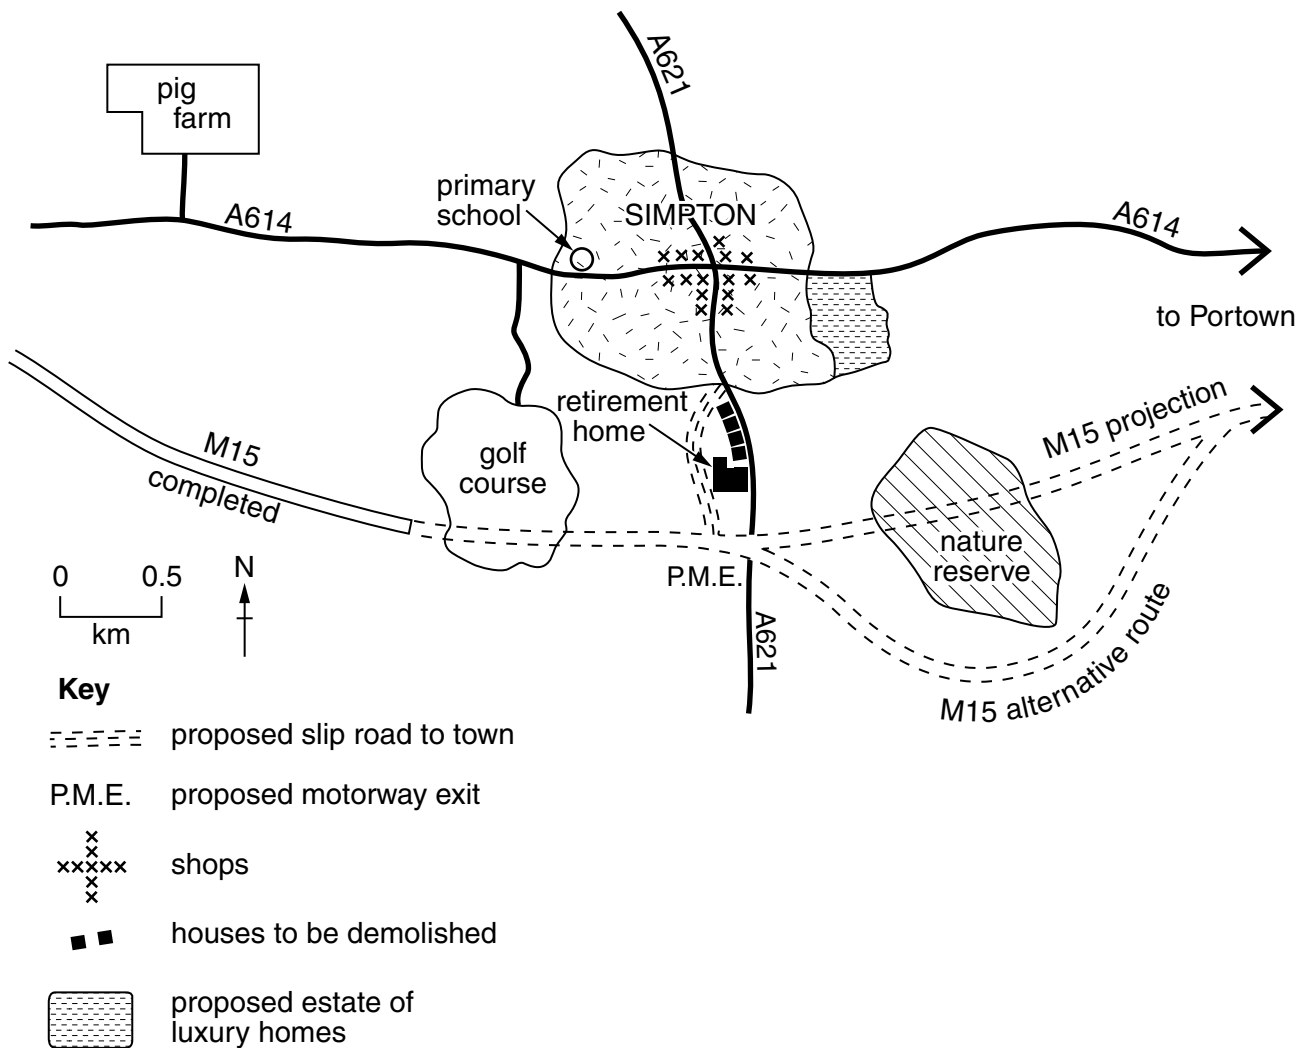 A621
pig
farm
primary
school
SIMPTON
A614
A614
to Portown
retirement
home
M15 projection
M15
completed
golf
course
nature
reserve
P.M.E.
0 0.5
km
N
A621
M15 alternative route
Key
proposed slip road to town
P.M.E. proposed motorway exit
shops
houses to be demolished
proposed estate of
luxury homes